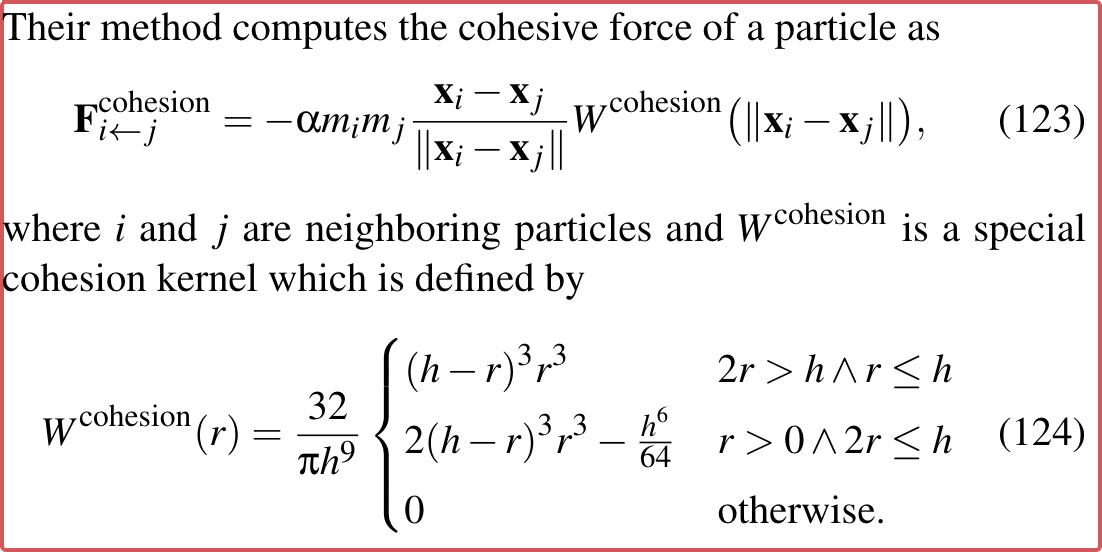 Their method computes the cohesive force of a particle as
$$\mathbf{F}_{i \leftarrow j}^{\text{cohesion}} = -\alpha m_i m_j \frac{\mathbf{x}_i - \mathbf{x}_j}{\|\mathbf{x}_i - \mathbf{x}_j\|} W^{\text{cohesion}}\left(\|\mathbf{x}_i - \mathbf{x}_j\|\right), \quad (123)$$
where $i$ and $j$ are neighboring particles and $W^{\text{cohesion}}$ is a special
cohesion kernel which is defined by
$$W^{\text{cohesion}}(r) = \frac{32}{\pi h^9} \begin{cases} (h-r)^3 r^3 & 2r > h \wedge r \leq h \\ 2(h-r)^3 r^3 - \frac{h^6}{64} & r > 0 \wedge 2r \leq h \\ 0 & \text{otherwise.} \end{cases} \quad (124)$$